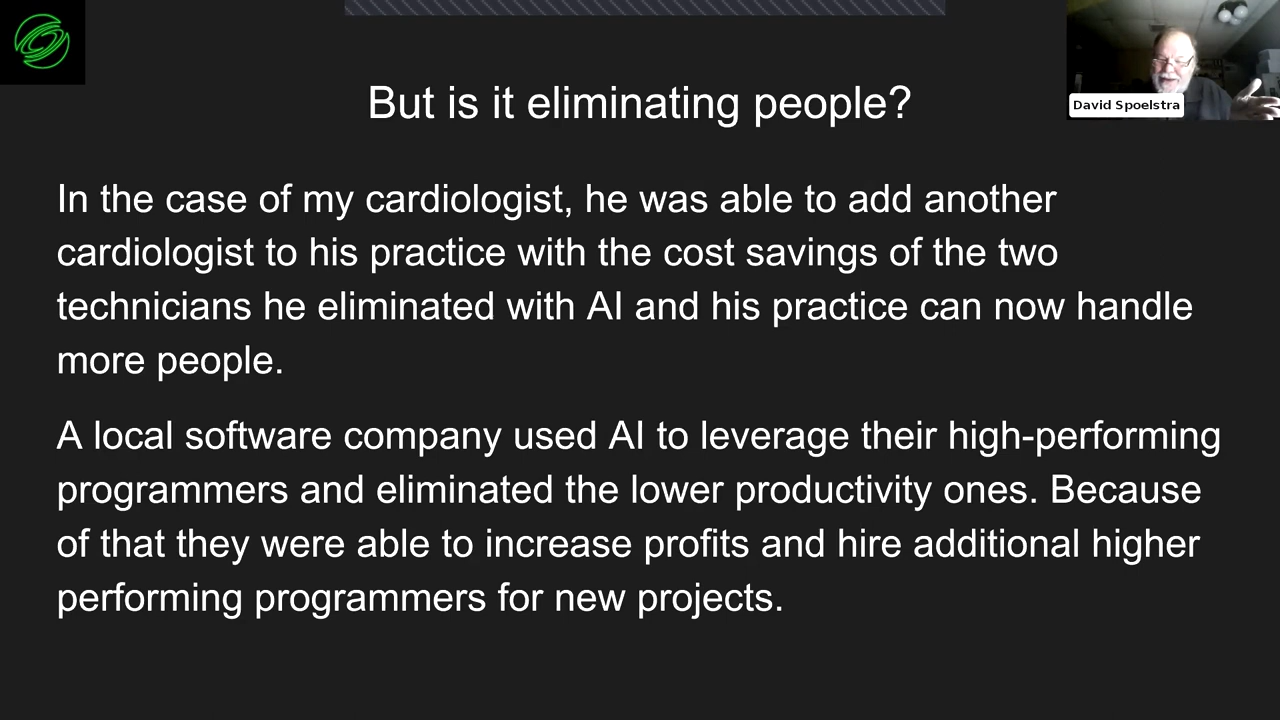 But is it eliminating people?
David Spoelstra
In the case of my cardiologist, he was able to add another
cardiologist to his practice with the cost savings of the two
technicians he eliminated with AI and his practice can now handle
more people.
A local software company used AI to leverage their high-performing
programmers and eliminated the lower productivity ones. Because
of that they were able to increase profits and hire additional higher
performing programmers for new projects.